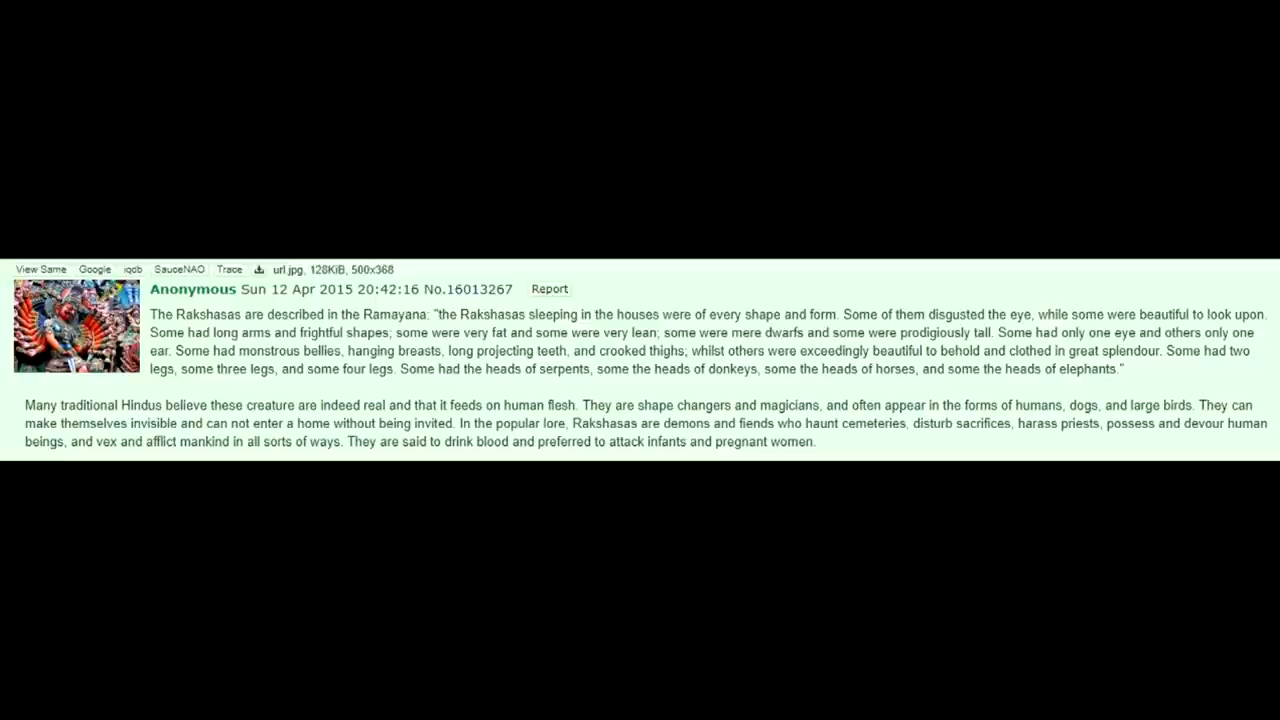 View Same Google iqdb SauceNAO Trace url.jpg, 128KiB, 500x368
Anonymous Sun 12 Apr 2015 20:42:16 No.16013267 Report
The Rakshasas are described in the Ramayana: "the Rakshasas sleeping in the houses were of every shape and form. Some of them disgusted the eye, while some were beautiful to look upon.
Some had long arms and frightful shapes; some were very fat and some were very lean; some were mere dwarfs and some were prodigiously tall. Some had only one eye and others only one
ear. Some had monstrous bellies, hanging breasts, long projecting teeth, and crooked thighs; whilst others were exceedingly beautiful to behold and clothed in great splendour. Some had two
legs, some three legs, and some four legs. Some had the heads of serpents, some the heads of donkeys, some the heads of horses, and some the heads of elephants."
Many traditional Hindus believe these creature are indeed real and that it feeds on human flesh. They are shape changers and magicians, and often appear in the forms of humans, dogs, and large birds. They can
make themselves invisible and can not enter a home without being invited. In the popular lore, Rakshasas are demons and fiends who haunt cemeteries, disturb sacrifices, harass priests, possess and devour human
beings, and vex and afflict mankind in all sorts of ways. They are said to drink blood and preferred to attack infants and pregnant women.